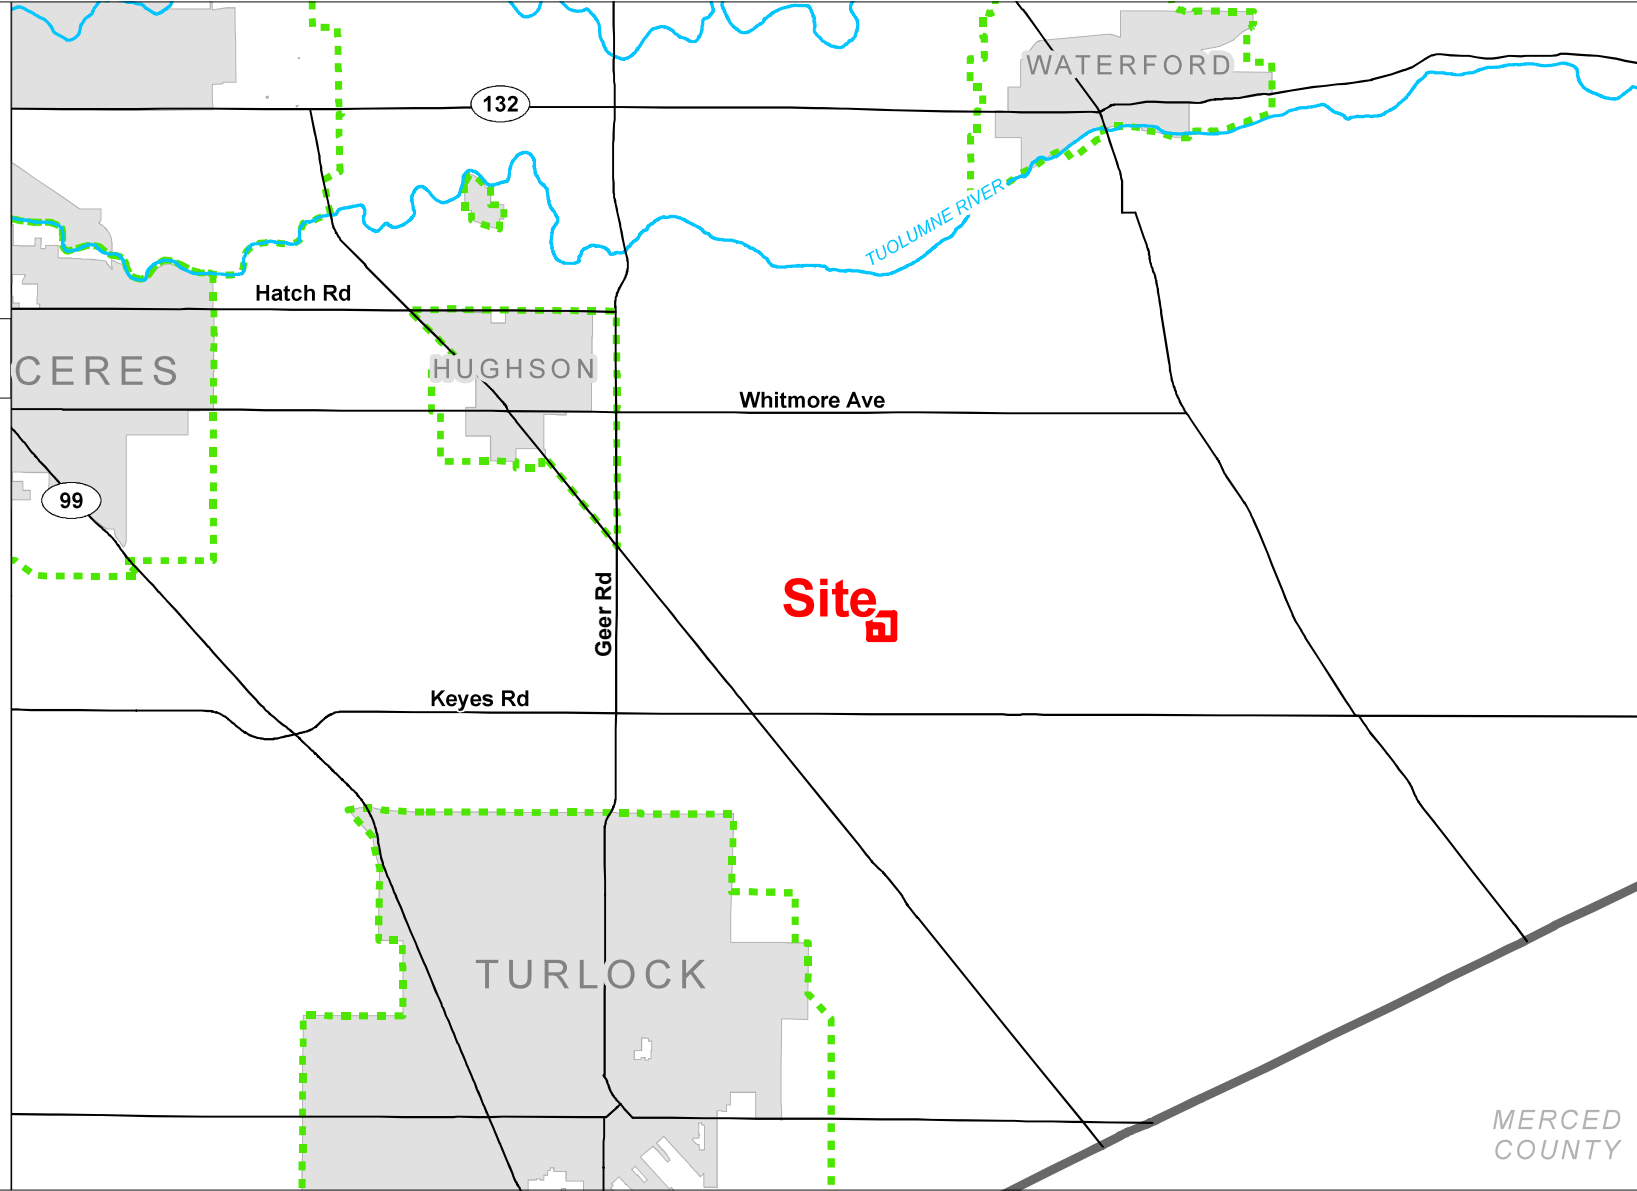 WATERFORD
132
TUOLUMNE RIVER
Hatch Rd
CERES
HUGHSON
Whitmore Ave
99
Site
Geer Rd
Keyes Rd
TURLOCK
MERCED
COUNTY